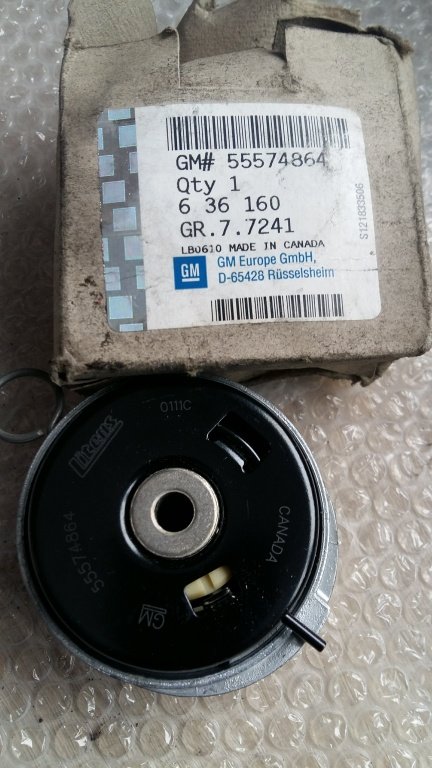 GM# 55574864
Qty 1
6 36 160
GR.7.7241
LB0610 MADE IN CANADA
GM
GM Europe GmbH,
D-65428 Rüsselsheim
S121833506
0111C
Litens
CANADA
55574864
GM